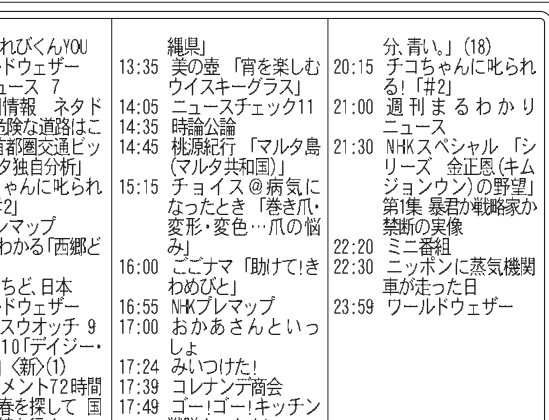 れびくんYOU
ドウェザー
ュース 7
情報 ネタド
危険な道路はこ
首都圏交通ビッ
タ独自分析」
ゃんに叱られ
#2」
ンマップ
わかる「西郷ど
ちど、日本
ドウェザー
スウオッチ 9
10「デイジー・
」〈新〉(1)
メント72時間
春を探して 国
縄県」
13:35 美の壺 「宵を楽しむ
ウイスキーグラス」
14:05 ニュースチェック11
14:35 時論公論
14:45 桃源紀行 「マルタ島
(マルタ共和国)」
15:15 チョイス@病気に
なったとき 「巻き爪・
変形・変色…爪の悩
み」
16:00 ごごナマ 「助けて!き
わめびと」
16:55 NHKプレマップ
17:00 おかあさんといっ
しょ
17:24 みいつけた!
17:39 コレナンデ商会
17:49 ゴー!ゴー!キッチン
分、青い。」 (18)
20:15 チコちゃんに叱られ
る! 「#2」
21:00 週刊まるわかり
ニュース
21:30 NHKスペシャル 「シ
リーズ 金正恩(キム
ジョンウン)の野望」
第1集 暴君か戦略家か
禁断の実像
22:20 ミニ番組
22:30 ニッポンに蒸気機関
車が走った日
23:59 ワールドウェザー